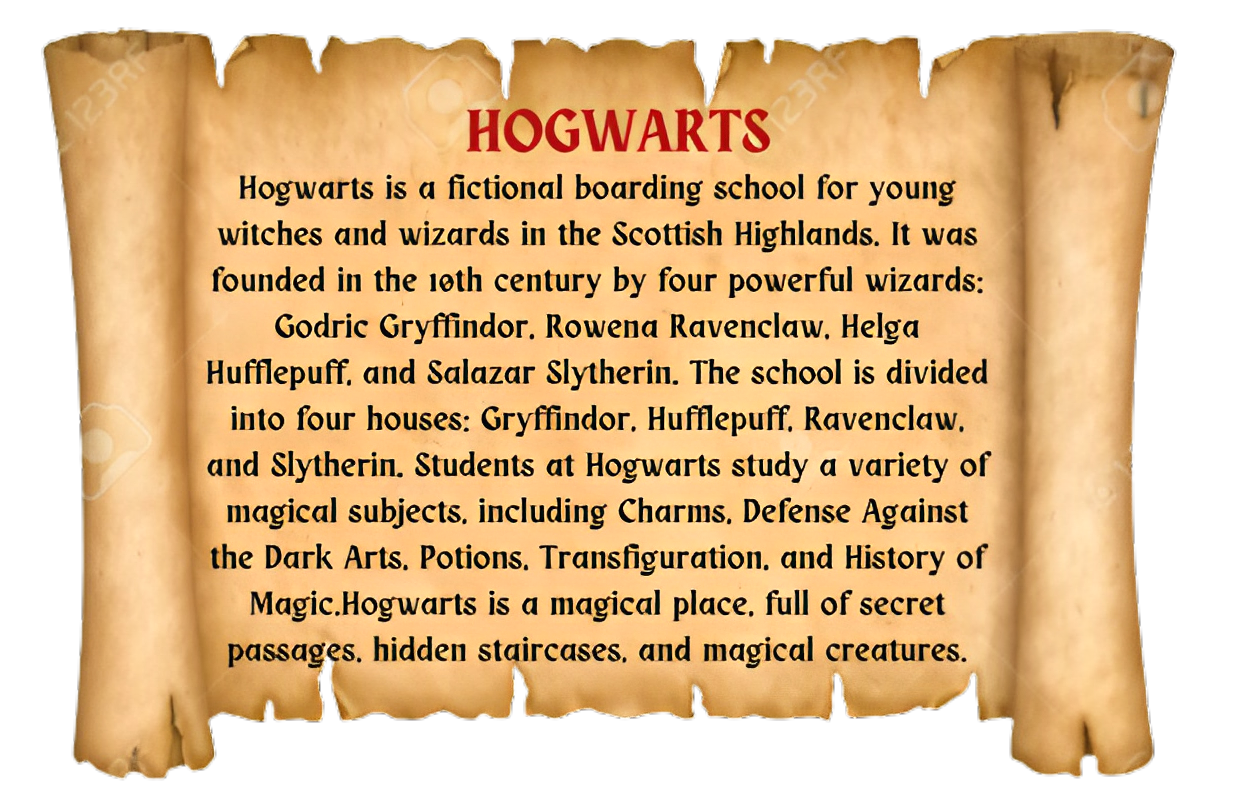 HOGWARTS
Hogwarts is a fictional boarding school for young
witches and wizards in the Scottish Highlands. It was
founded in the 10th century by four powerful wizards:
Godric Gryffindor, Rowena Ravenclaw, Helga
Hufflepuff, and Salazar Slytherin. The school is divided
into four houses: Gryffindor, Hufflepuff, Ravenclaw,
and Slytherin. Students at Hogwarts study a variety of
magical subjects, including Charms, Defense Against
the Dark Arts, Potions, Transfiguration, and History of
Magic.Hogwarts is a magical place, full of secret
passages, hidden staircases, and magical creatures.
123RF
123RF